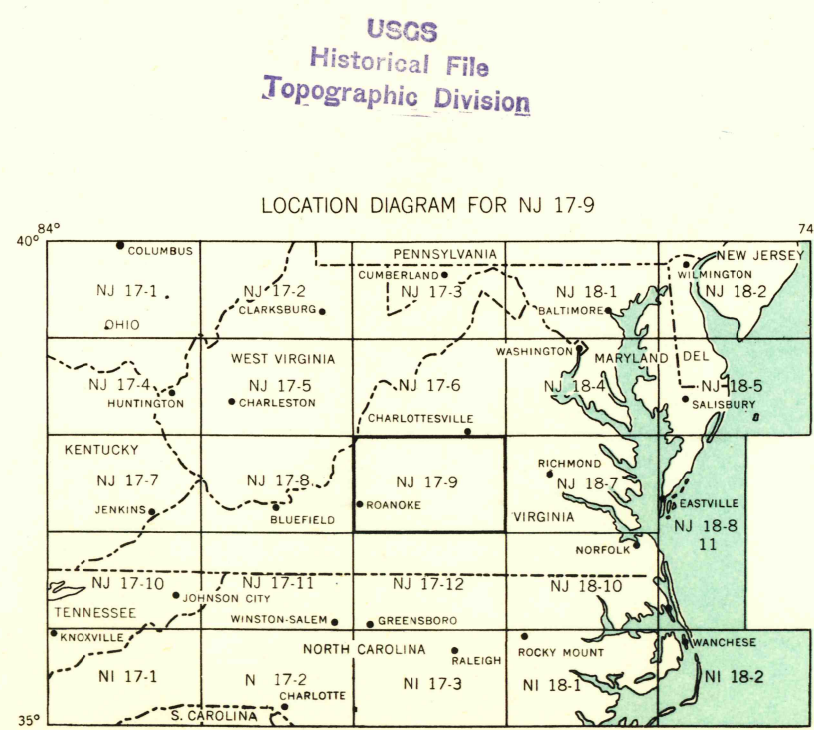 USGS
Historical File
Topographic Division
LOCATION DIAGRAM FOR NJ 17-9
84°
74
40°
COLUMBUS
PENNSYLVANIA
NEW JERSEY
CUMBERLAND
WILMINGTON
NJ 17-1
NJ 17-2
NJ 17-3
NJ 18-1
NJ 18-2
CLARKSBURG
BALTIMORE
OHIO
WASHINGTON
WEST VIRGINIA
MARYLAND
DEL
NJ 17-4
NJ 17-5
NJ 17-6
NJ 18-4
NJ 18-5
HUNTINGTON
CHARLESTON
SALISBURY
CHARLOTTESVILLE
KENTUCKY
RICHMOND
NJ 17-7
NJ 17-8
NJ 17-9
NJ 18-7
JENKINS
BLUEFIELD
ROANOKE
VIRGINIA
EASTVILLE
NJ 18-8
11
NORFOLK
NJ 17-10
NJ 17-11
NJ 17-12
NJ 18-10
JOHNSON CITY
TENNESSEE
WINSTON-SALEM
GREENSBORO
KNOXVILLE
NORTH CAROLINA
RALEIGH
ROCKY MOUNT
WANCHESE
NI 17-1
N 17-2
NI 17-3
NI 18-1
NI 18-2
CHARLOTTE
S. CAROLINA
35°